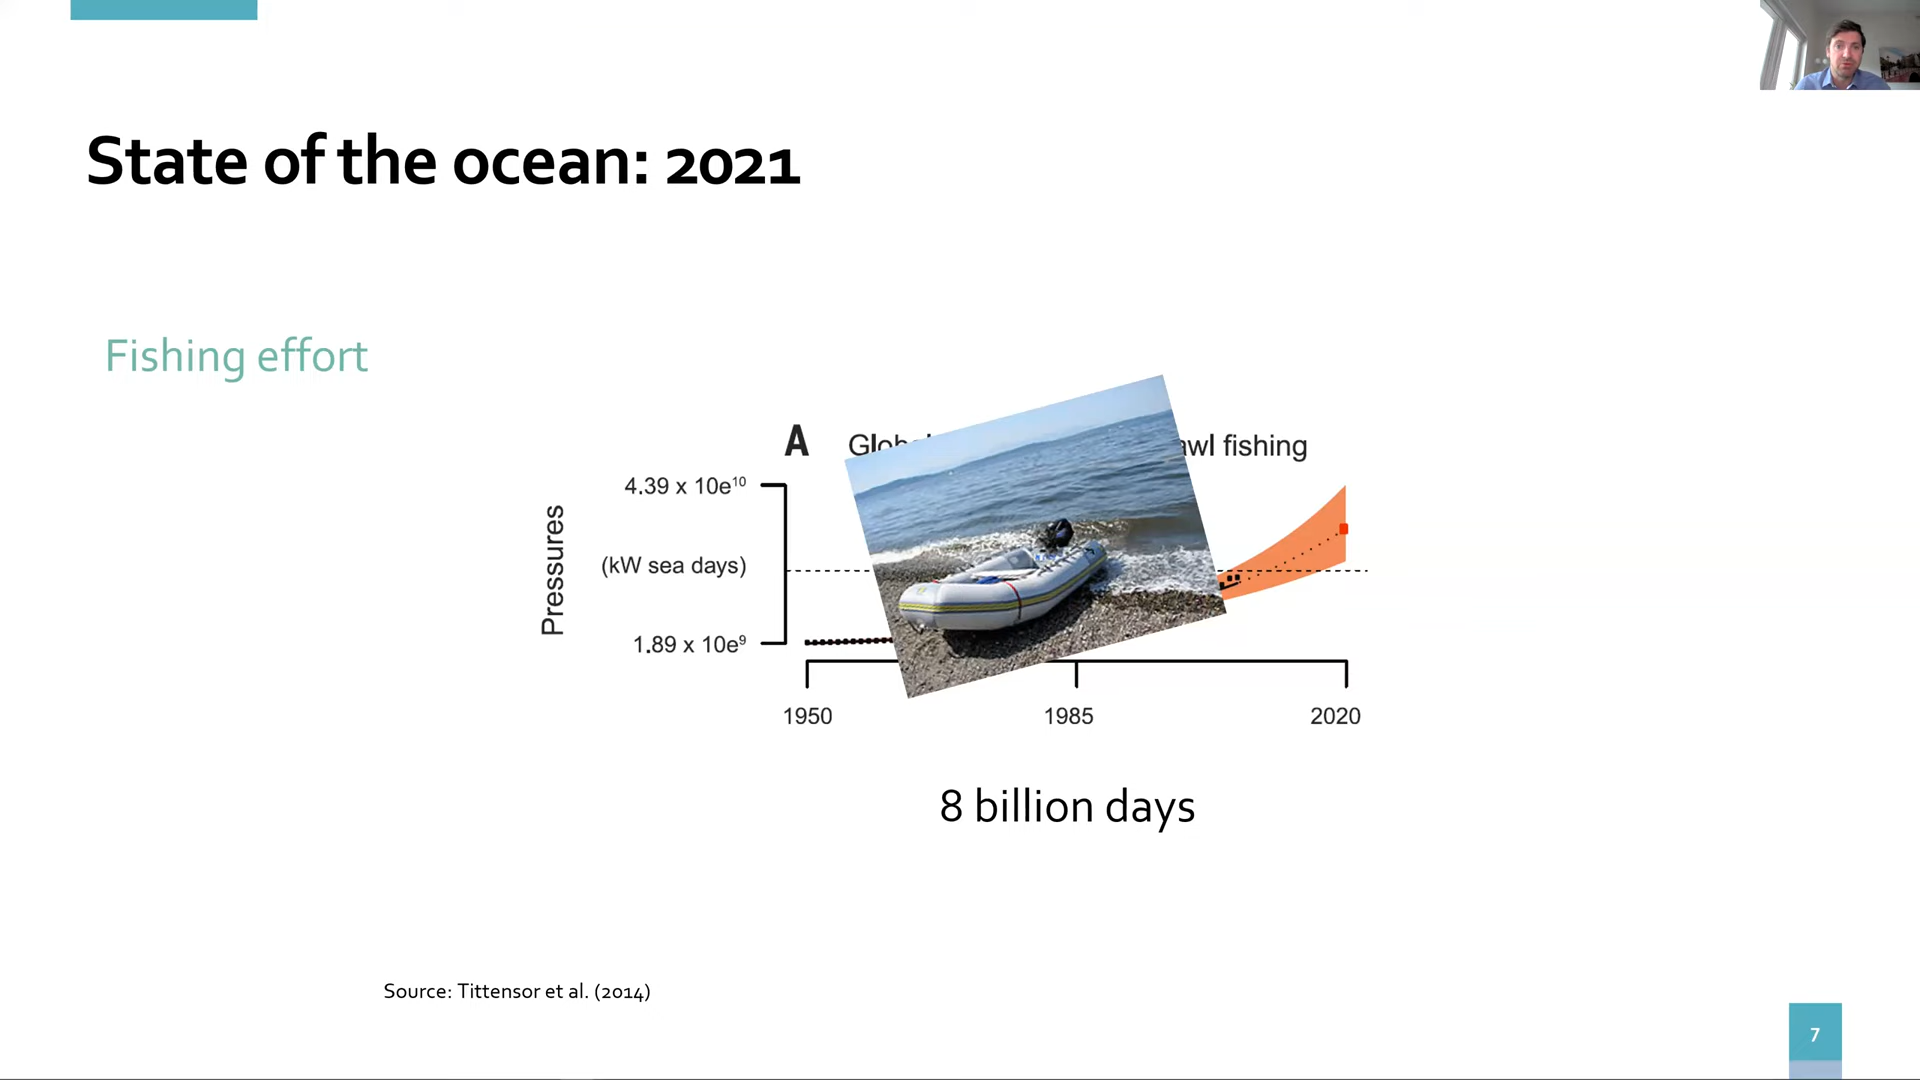 State of the ocean: 2021
Fishing effort
A
awl fishing
Pressures
4.39 x 10e¹⁰
(kW sea days)
1.89 x 10e⁹
1950 1985 2020
8 billion days
Source: Tittensor et al. (2014)
7